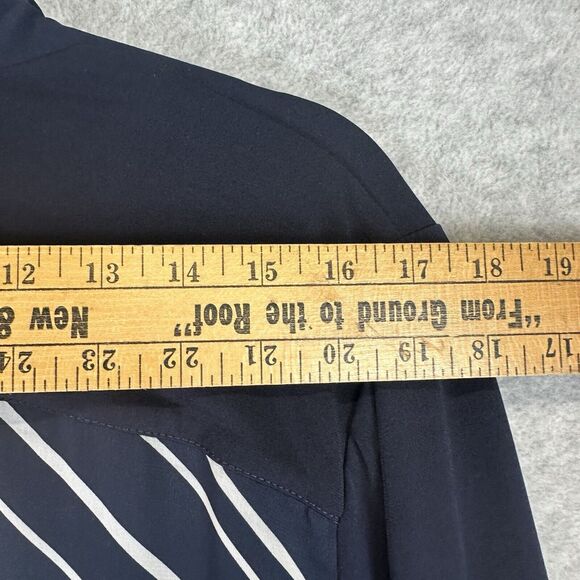 12 13 14 15 16 17 18 19
"From Ground to the Roof"
New &
17 18 19 20 21 22 23 24